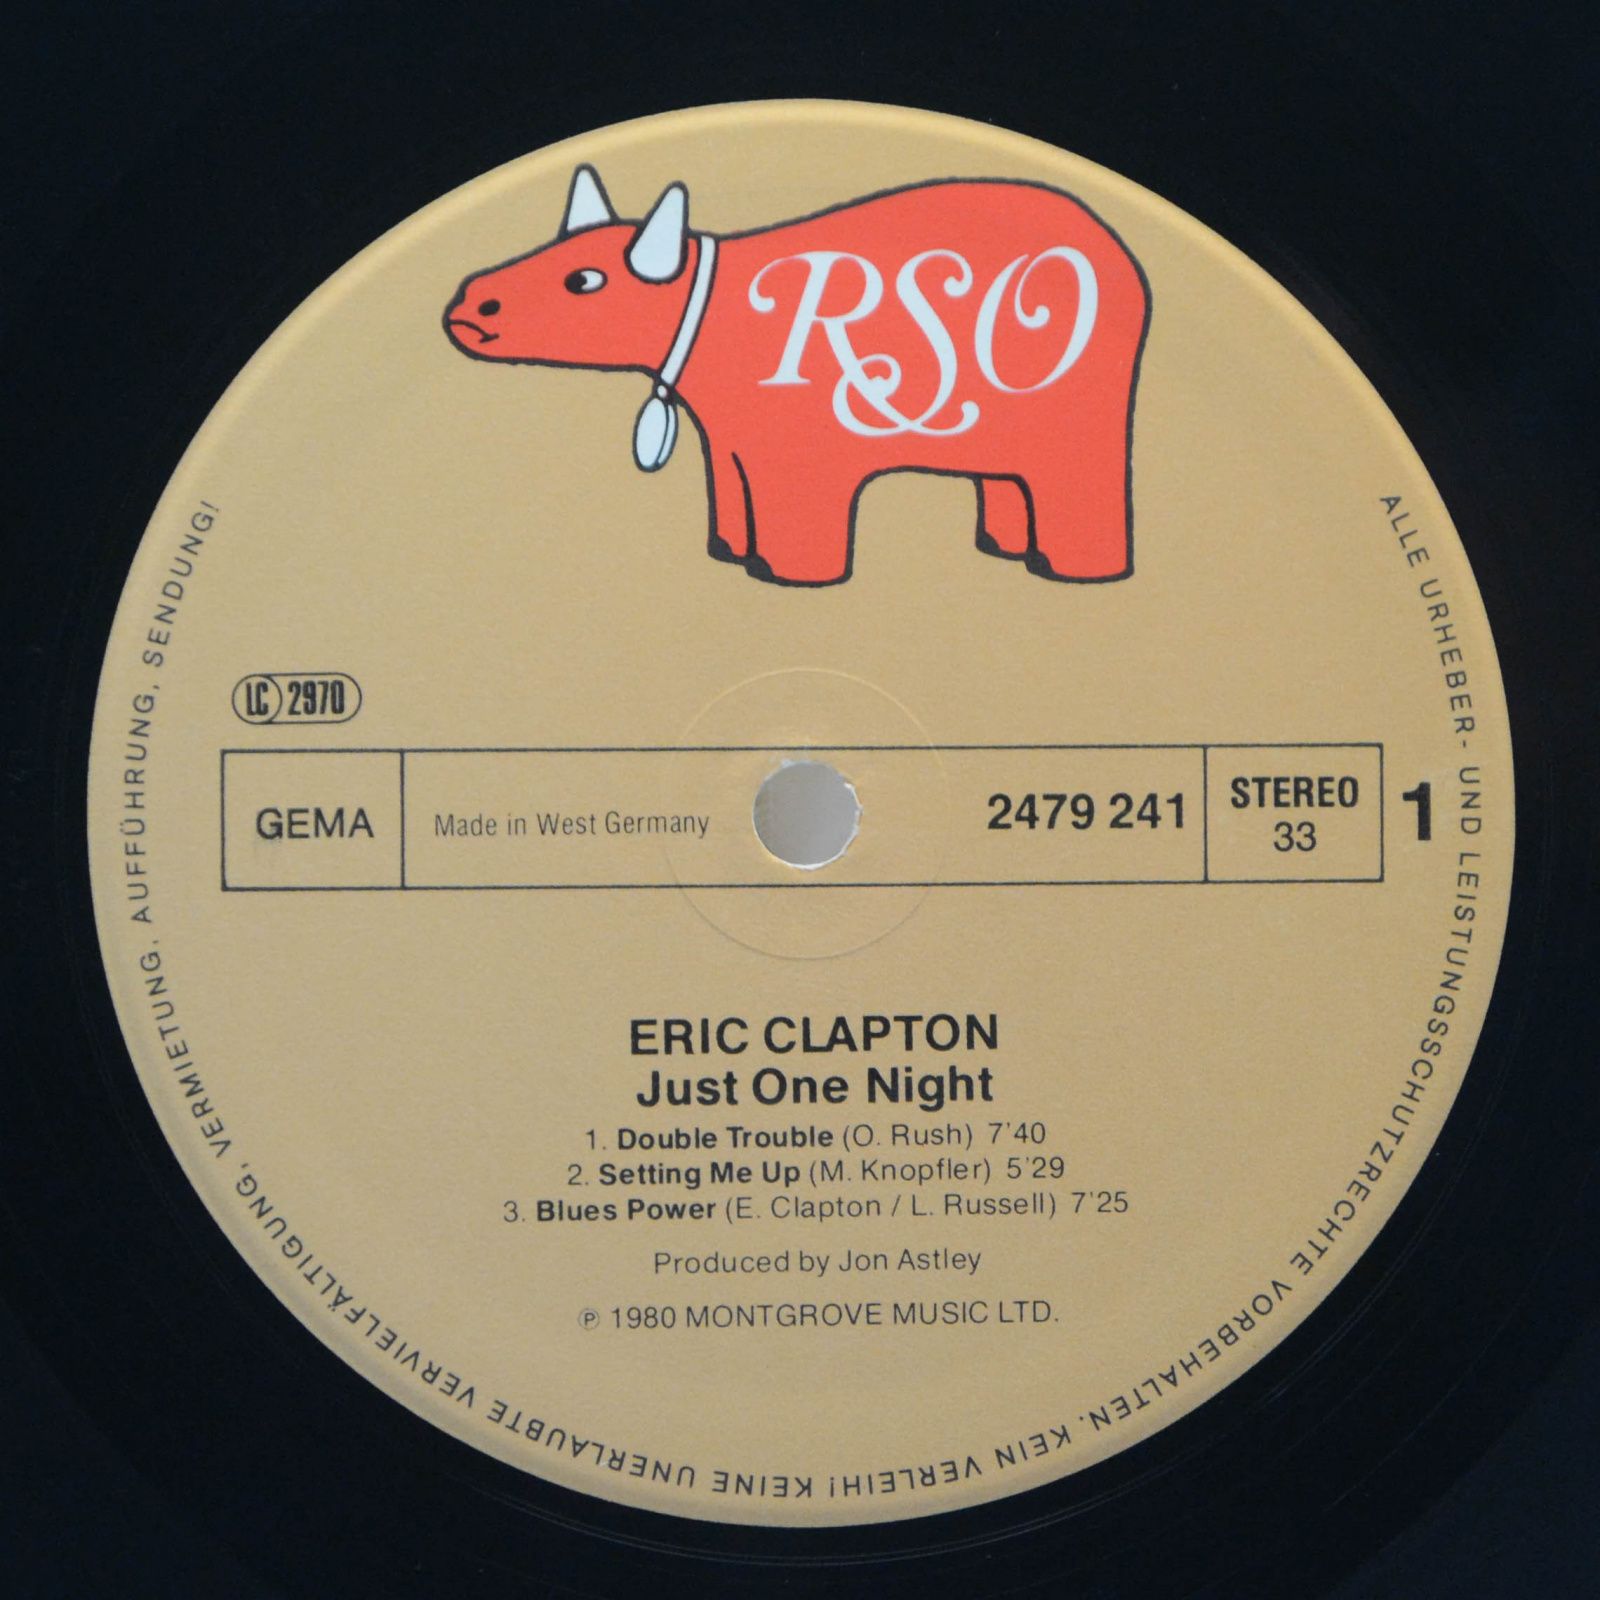 RSO
LC 2970
GEMA
Made in West Germany
2479 241
STEREO
33
1
ERIC CLAPTON
Just One Night
1. Double Trouble (O. Rush) 7'40
2. Setting Me Up (M. Knopfler) 5'29
3. Blues Power (E. Clapton / L. Russell) 7'25
Produced by Jon Astley
℗ 1980 MONTGROVE MUSIC LTD.
ALLE URHEBER- UND LEISTUNGSSCHUTZRECHTE VORBEHALTEN. KEIN VERLEIH! KEINE UNERLAUBTE VERVIELFÄLTIGUNG, VERMIETUNG, AUFFÜHRUNG, SENDUNG!